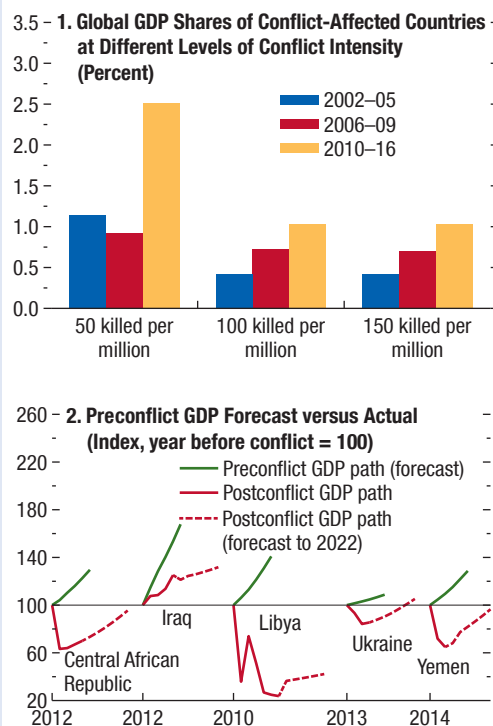 1. Global GDP Shares of Conflict-Affected Countries
at Different Levels of Conflict Intensity
(Percent)
3.5
3.0
2.5
2.0
1.5
1.0
0.5
0.0
2002–05
2006–09
2010–16
50 killed per
million
100 killed per
million
150 killed per
million
2. Preconflict GDP Forecast versus Actual
(Index, year before conflict = 100)
260
220
180
140
100
60
20
Preconflict GDP path (forecast)
Postconflict GDP path
Postconflict GDP path
(forecast to 2022)
Central African
Republic
Iraq
Libya
Ukraine
Yemen
2012
2012
2010
2013
2014